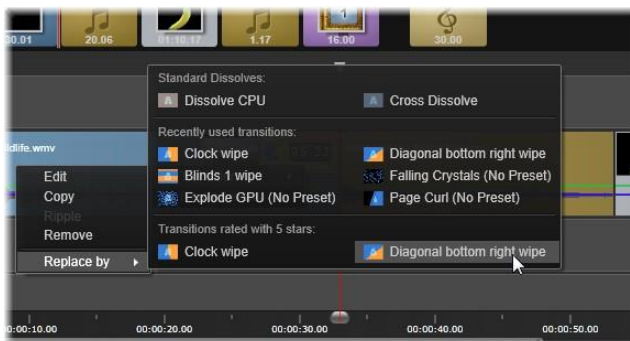 30.01 20.06 01:10.17 1.17 16.00 30.00
Standard Dissolves:
Dissolve CPU Cross Dissolve
Recently used transitions:
Clock wipe Diagonal bottom right wipe
Blinds 1 wipe Falling Crystals (No Preset)
Explode GPU (No Preset) Page Curl (No Preset)
Transitions rated with 5 stars:
Clock wipe Diagonal bottom right wipe
ldlife.wmv
Edit
Copy
Ripple
Remove
Replace by
0:00:10.00 00:00:20.00 00:00:30.00 00:00:40.00 00:00:50.00